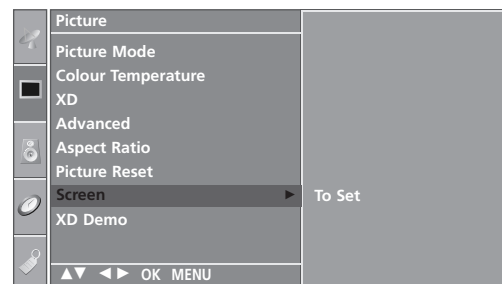 Picture
Picture Mode
Colour Temperature
XD
Advanced
Aspect Ratio
Picture Reset
Screen ► To Set
XD Demo
▲▼ ◄► OK MENU